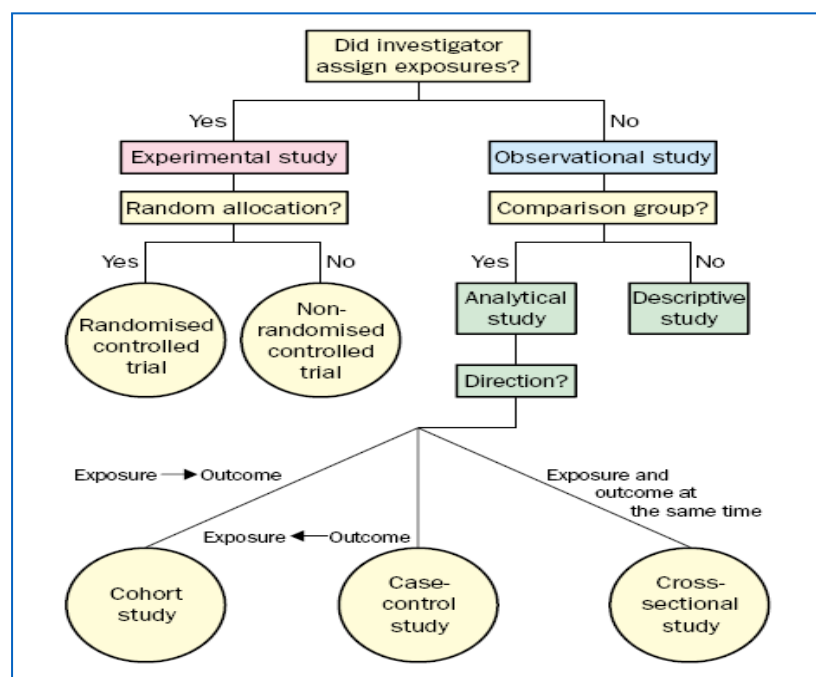 Did investigator
assign exposures?
Yes
No
Experimental study
Observational study
Random allocation?
Comparison group?
Yes
No
Yes
No
Randomised
controlled
trial
Non-
randomised
controlled
trial
Analytical
study
Descriptive
study
Direction?
Exposure → Outcome
Exposure ← Outcome
Exposure and
outcome at
the same time
Cohort
study
Case-
control
study
Cross-
sectional
study